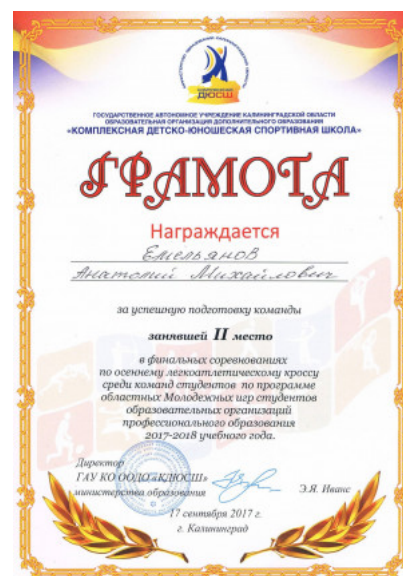 КОМПЛЕКСНАЯ
ДЮСШ
ГОСУДАРСТВЕННОЕ АВТОНОМНОЕ УЧРЕЖДЕНИЕ КАЛИНИНГРАДСКОЙ ОБЛАСТИ
ОБРАЗОВАТЕЛЬНАЯ ОРГАНИЗАЦИЯ ДОПОЛНИТЕЛЬНОГО ОБРАЗОВАНИЯ
«КОМПЛЕКСНАЯ ДЕТСКО-ЮНОШЕСКАЯ СПОРТИВНАЯ ШКОЛА»
ГРАМОТА
Награждается
Емельянов
Анатолий Михайлович
за успешную подготовку команды
занявшей II место
в финальных соревнованиях
по осеннему легкоатлетическому кроссу
среди команд студентов по программе
областных Молодежных игр студентов
образовательных организаций
профессионального образования
2017-2018 учебного года.
Директор
ГАУ КО ООДО «КДЮСШ»
министерства образования
Э.Я. Иванс
17 сентября 2017 г.
г. Калининград